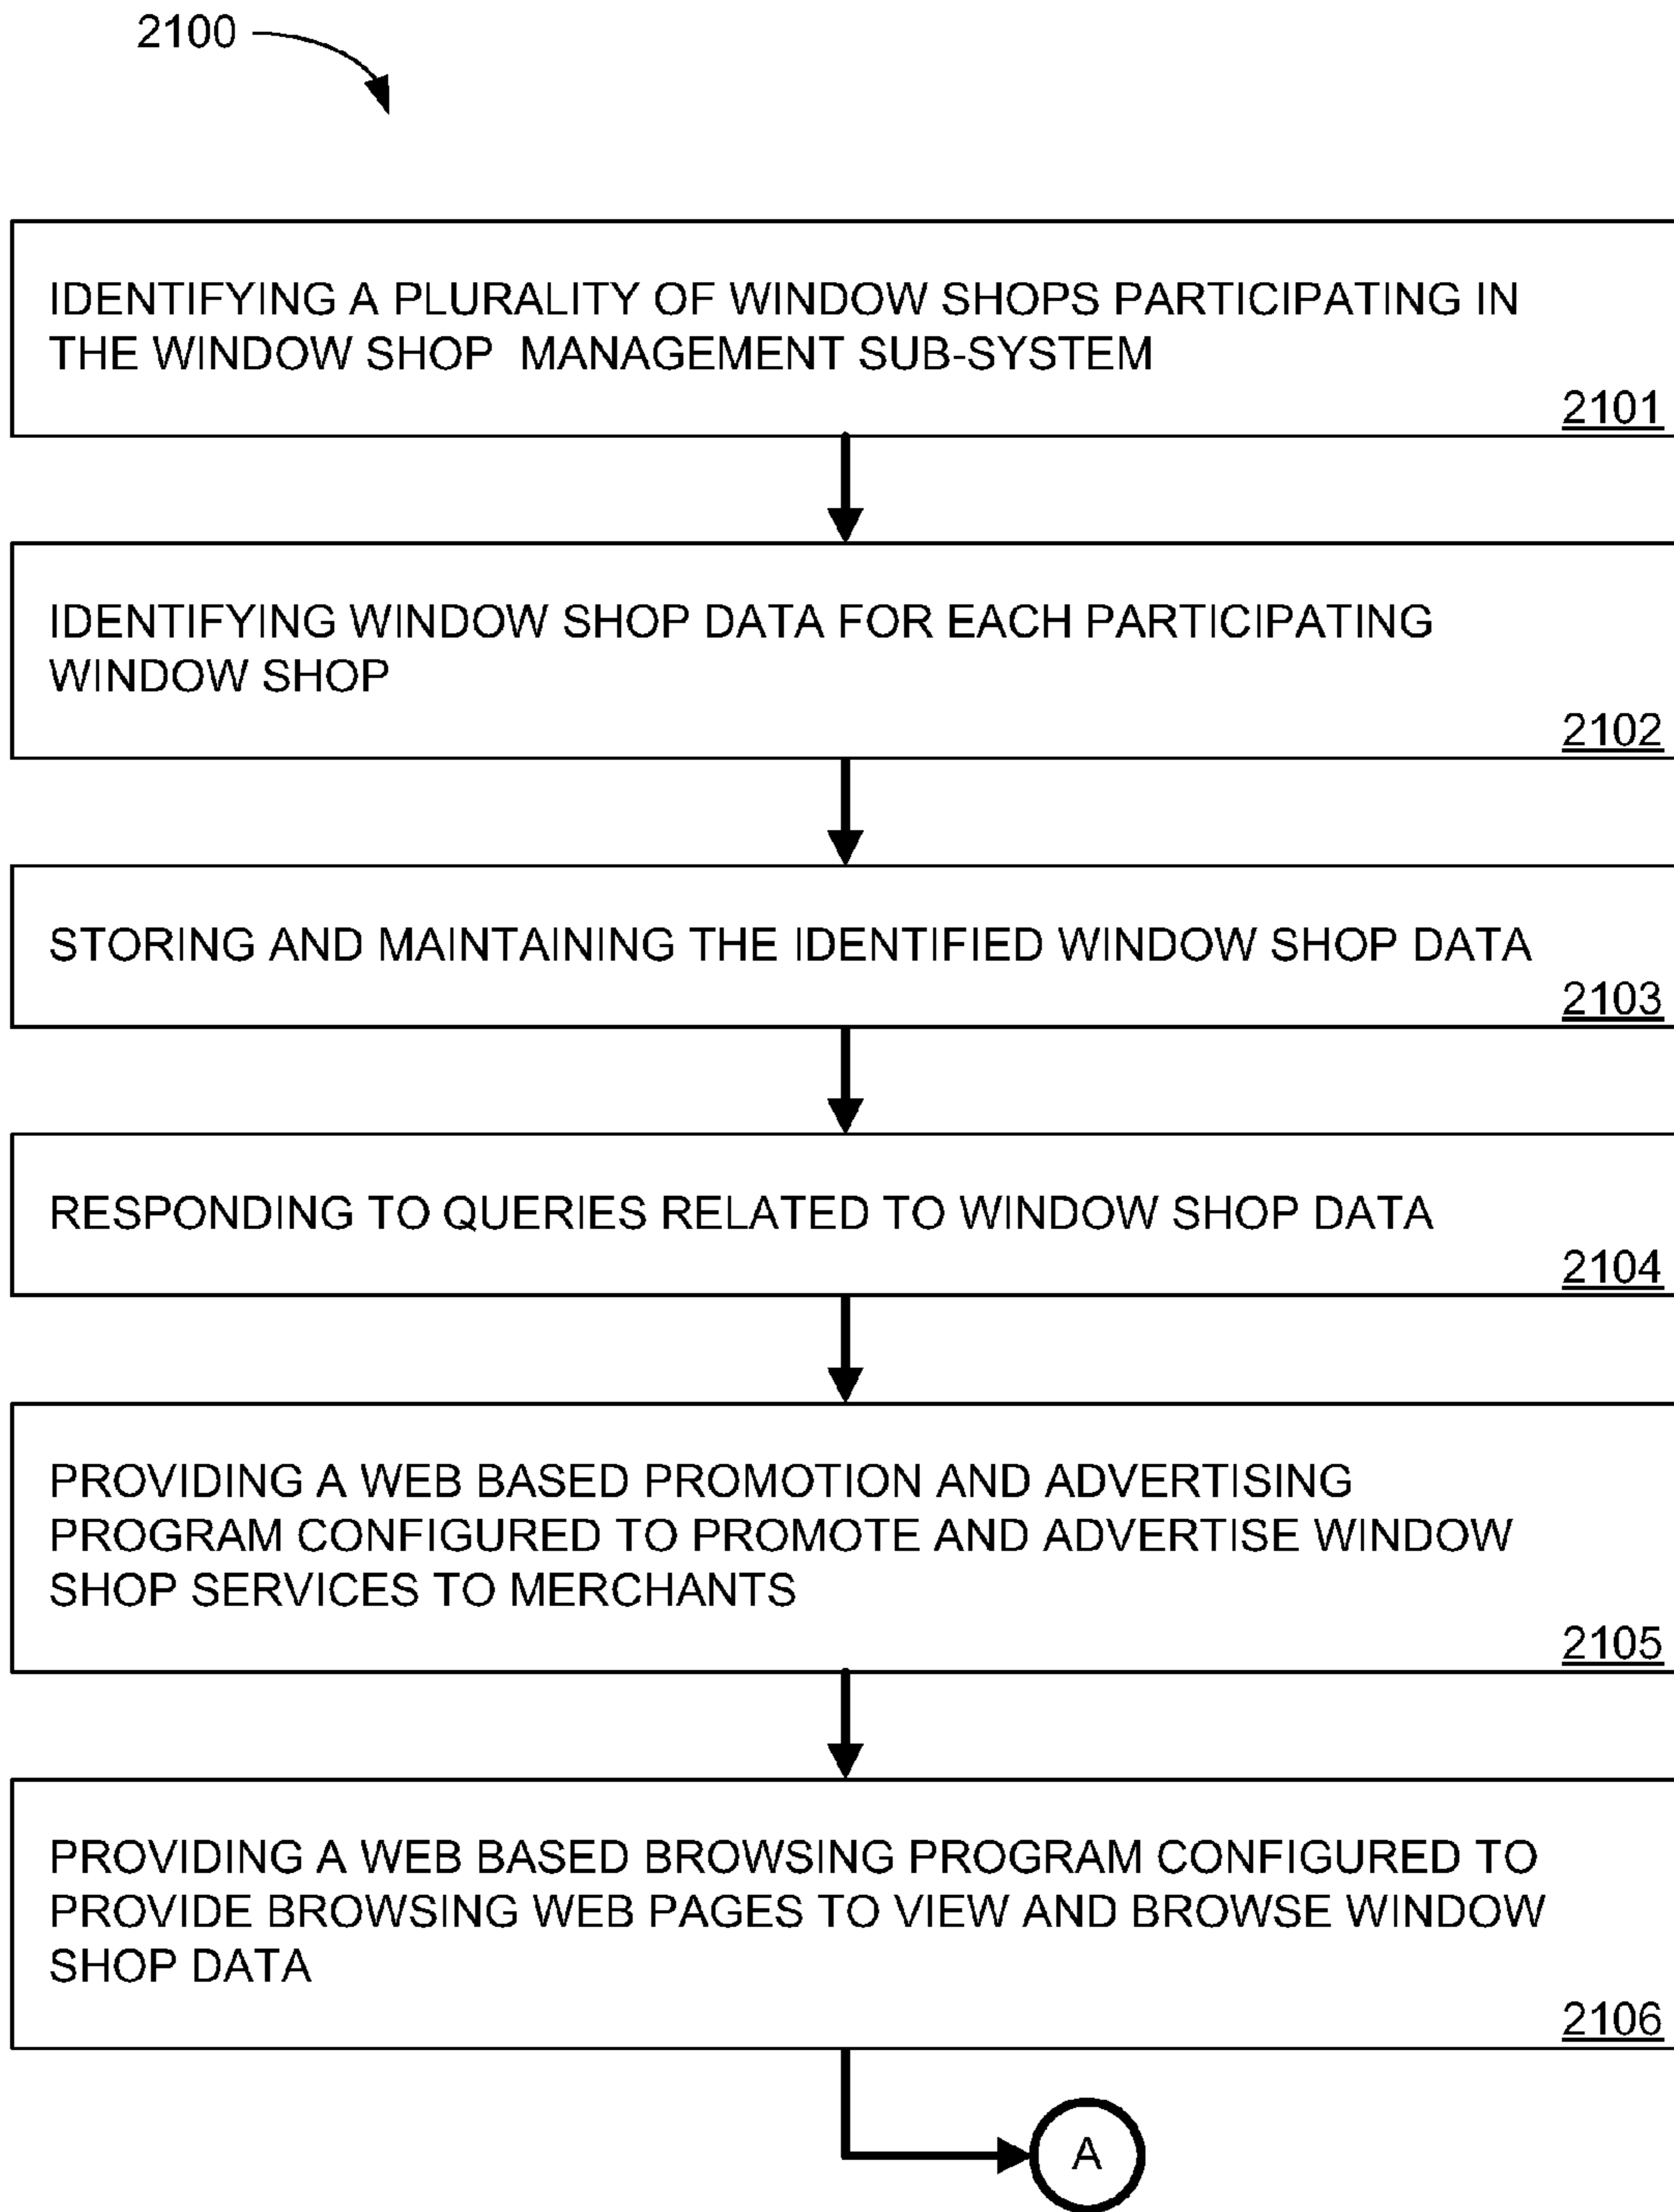 2100
IDENTIFYING A PLURALITY OF WINDOW SHOPS PARTICIPATING IN
THE WINDOW SHOP MANAGEMENT SUB-SYSTEM
2101
IDENTIFYING WINDOW SHOP DATA FOR EACH PARTICIPATING
WINDOW SHOP
2102
STORING AND MAINTAINING THE IDENTIFIED WINDOW SHOP DATA
2103
RESPONDING TO QUERIES RELATED TO WINDOW SHOP DATA
2104
PROVIDING A WEB BASED PROMOTION AND ADVERTISING
PROGRAM CONFIGURED TO PROMOTE AND ADVERTISE WINDOW
SHOP SERVICES TO MERCHANTS
2105
PROVIDING A WEB BASED BROWSING PROGRAM CONFIGURED TO
PROVIDE BROWSING WEB PAGES TO VIEW AND BROWSE WINDOW
SHOP DATA
2106
A